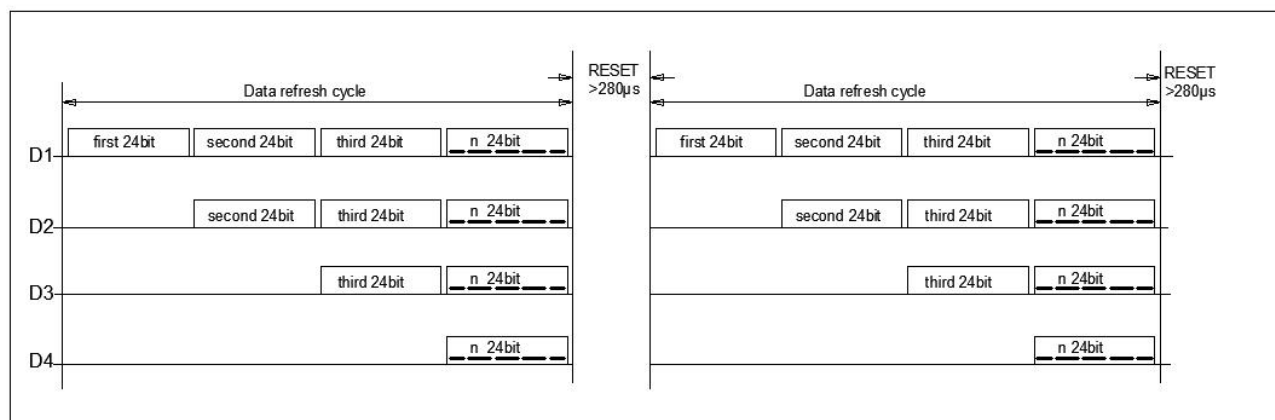 RESET
>280µs
RESET
>280µs
Data refresh cycle
Data refresh cycle
D1 first 24bit second 24bit third 24bit n 24bit first 24bit second 24bit third 24bit n 24bit
D2 second 24bit third 24bit n 24bit second 24bit third 24bit n 24bit
D3 third 24bit n 24bit third 24bit n 24bit
D4 n 24bit n 24bit